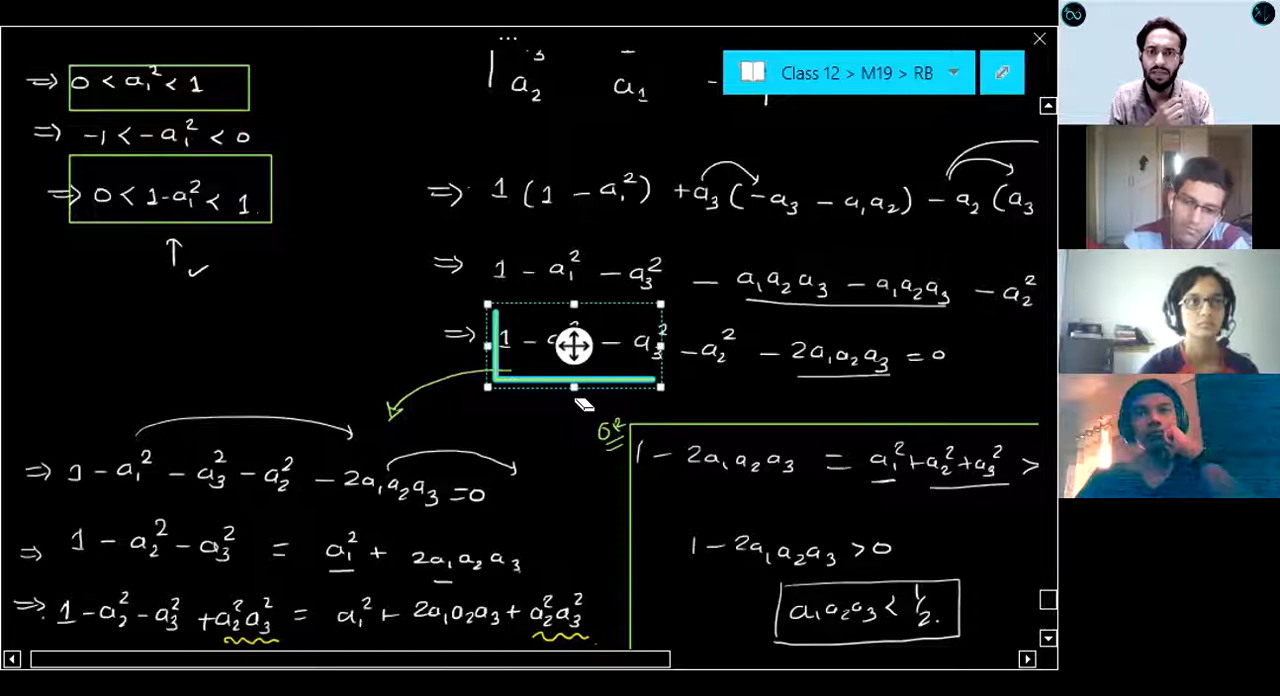 ...
Class 12 > M19 > RB
⇒ 0 < a₁² < 1
⇒ -1 < -a₁² < 0
⇒ 0 < 1-a₁² < 1.
a₂ a₁ -
⇒ 1 (1 - a₁²) + a₃ (-a₃ - a₁a₂) - a₂ (a₃
⇒ 1 - a₁² - a₃² - a₁a₂a₃ - a₁a₂a₃ - a₂²
⇒ 1 - a₃² - a₂² - 2a₁a₂a₃ = 0
⇒ 1 - a₁² - a₃² - a₂² - 2a₁a₂a₃ = 0
⇒ 1 - a₂² - a₃² = a₁² + 2a₁a₂a₃
⇒ 1 - a₂² - a₃² + a₂²a₃² = a₁² + 2a₁a₂a₃ + a₂²a₃²
OR
1 - 2a₁a₂a₃ = a₁² + a₂² + a₃² >
1 - 2a₁a₂a₃ > 0
a₁a₂a₃ < 1/2.